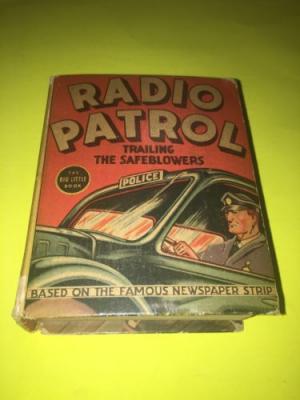 RADIO
PATROL
TRAILING
THE SAFEBLOWERS
THE
BIG LITTLE
BOOK
POLICE
BASED ON THE FAMOUS NEWSPAPER STRIP